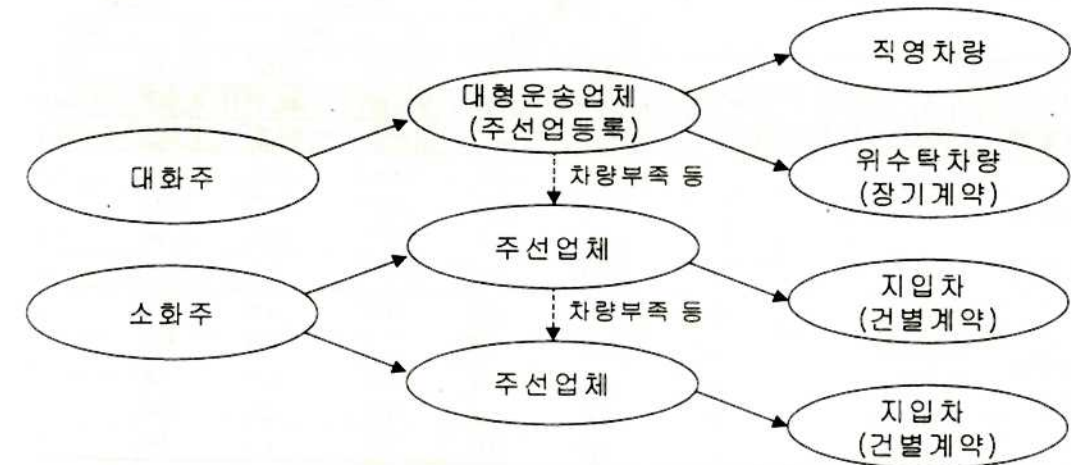 직영차량
대형운송업체
(주선업등록)
대화주
차량부족 등
위수탁차량
(장기계약)
주선업체
소화주
차량부족 등
지입차
(건별계약)
주선업체
지입차
(건별계약)